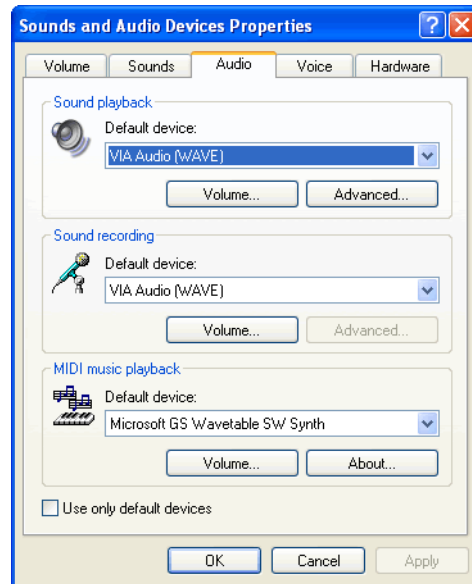 Sounds and Audio Devices Properties
Volume Sounds Audio Voice Hardware
Sound playback
Default device:
VIA Audio (WAVE)
Volume... Advanced...
Sound recording
Default device:
VIA Audio (WAVE)
Volume... Advanced...
MIDI music playback
Default device:
Microsoft GS Wavetable SW Synth
Volume... About...
Use only default devices
OK Cancel Apply